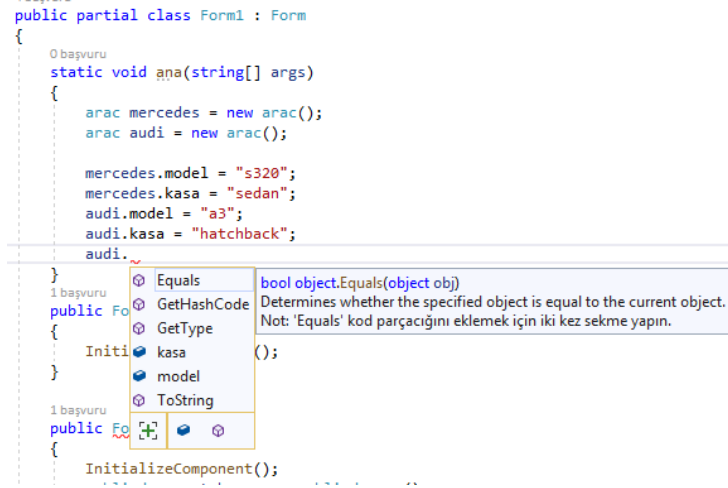 public partial class Form1 : Form
{
0 başvuru
static void ana(string[] args)
{
arac mercedes = new arac();
arac audi = new arac();
mercedes.model = "s320";
mercedes.kasa = "sedan";
audi.model = "a3";
audi.kasa = "hatchback";
audi.
}
Equals
bool object.Equals(object obj)
1 başvuru
GetHashCode
Determines whether the specified object is equal to the current object.
public Fo
Not: 'Equals' kod parçacığını eklemek için iki kez sekme yapın.
{
GetType
Initi
kasa
();
}
model
ToString
1 başvuru
public Fo
{
InitializeComponent();